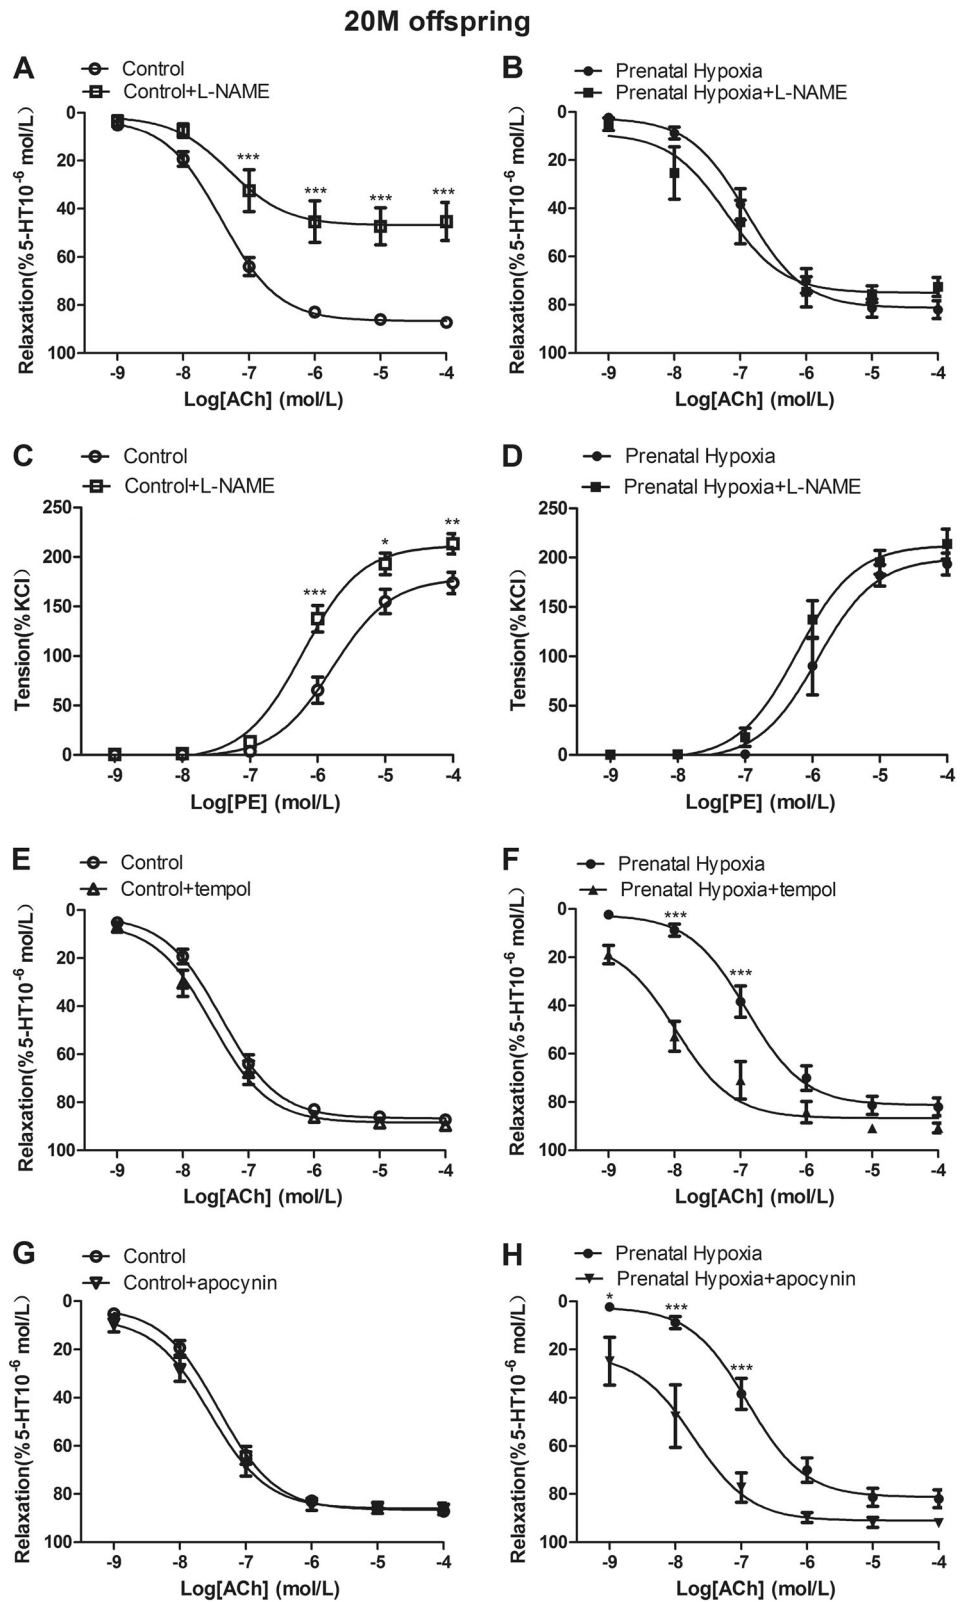 20M offspring
A
Control
Control+L-NAME
Relaxation(%5-HT10⁻⁶ mol/L)
0
20
40
60
80
100
***
***
***
***
-9 -8 -7 -6 -5 -4
Log[ACh] (mol/L)
B
Prenatal Hypoxia
Prenatal Hypoxia+L-NAME
Relaxation(%5-HT10⁻⁶ mol/L)
0
20
40
60
80
100
-9 -8 -7 -6 -5 -4
Log[ACh] (mol/L)
C
Control
Control+L-NAME
Tension(%KCl)
250
200
150
100
50
0
***
*
**
-9 -8 -7 -6 -5 -4
Log[PE] (mol/L)
D
Prenatal Hypoxia
Prenatal Hypoxia+L-NAME
Tension(%KCl)
250
200
150
100
50
0
-9 -8 -7 -6 -5 -4
Log[PE] (mol/L)
E
Control
Control+tempol
Relaxation(%5-HT10⁻⁶ mol/L)
0
20
40
60
80
100
-9 -8 -7 -6 -5 -4
Log[ACh] (mol/L)
F
Prenatal Hypoxia
Prenatal Hypoxia+tempol
Relaxation(%5-HT10⁻⁶ mol/L)
0
20
40
60
80
100
***
***
-9 -8 -7 -6 -5 -4
Log[ACh] (mol/L)
G
Control
Control+apocynin
Relaxation(%5-HT10⁻⁶ mol/L)
0
20
40
60
80
100
-9 -8 -7 -6 -5 -4
Log[ACh] (mol/L)
H
Prenatal Hypoxia
Prenatal Hypoxia+apocynin
Relaxation(%5-HT10⁻⁶ mol/L)
0
20
40
60
80
100
*
***
***
-9 -8 -7 -6 -5 -4
Log[ACh] (mol/L)